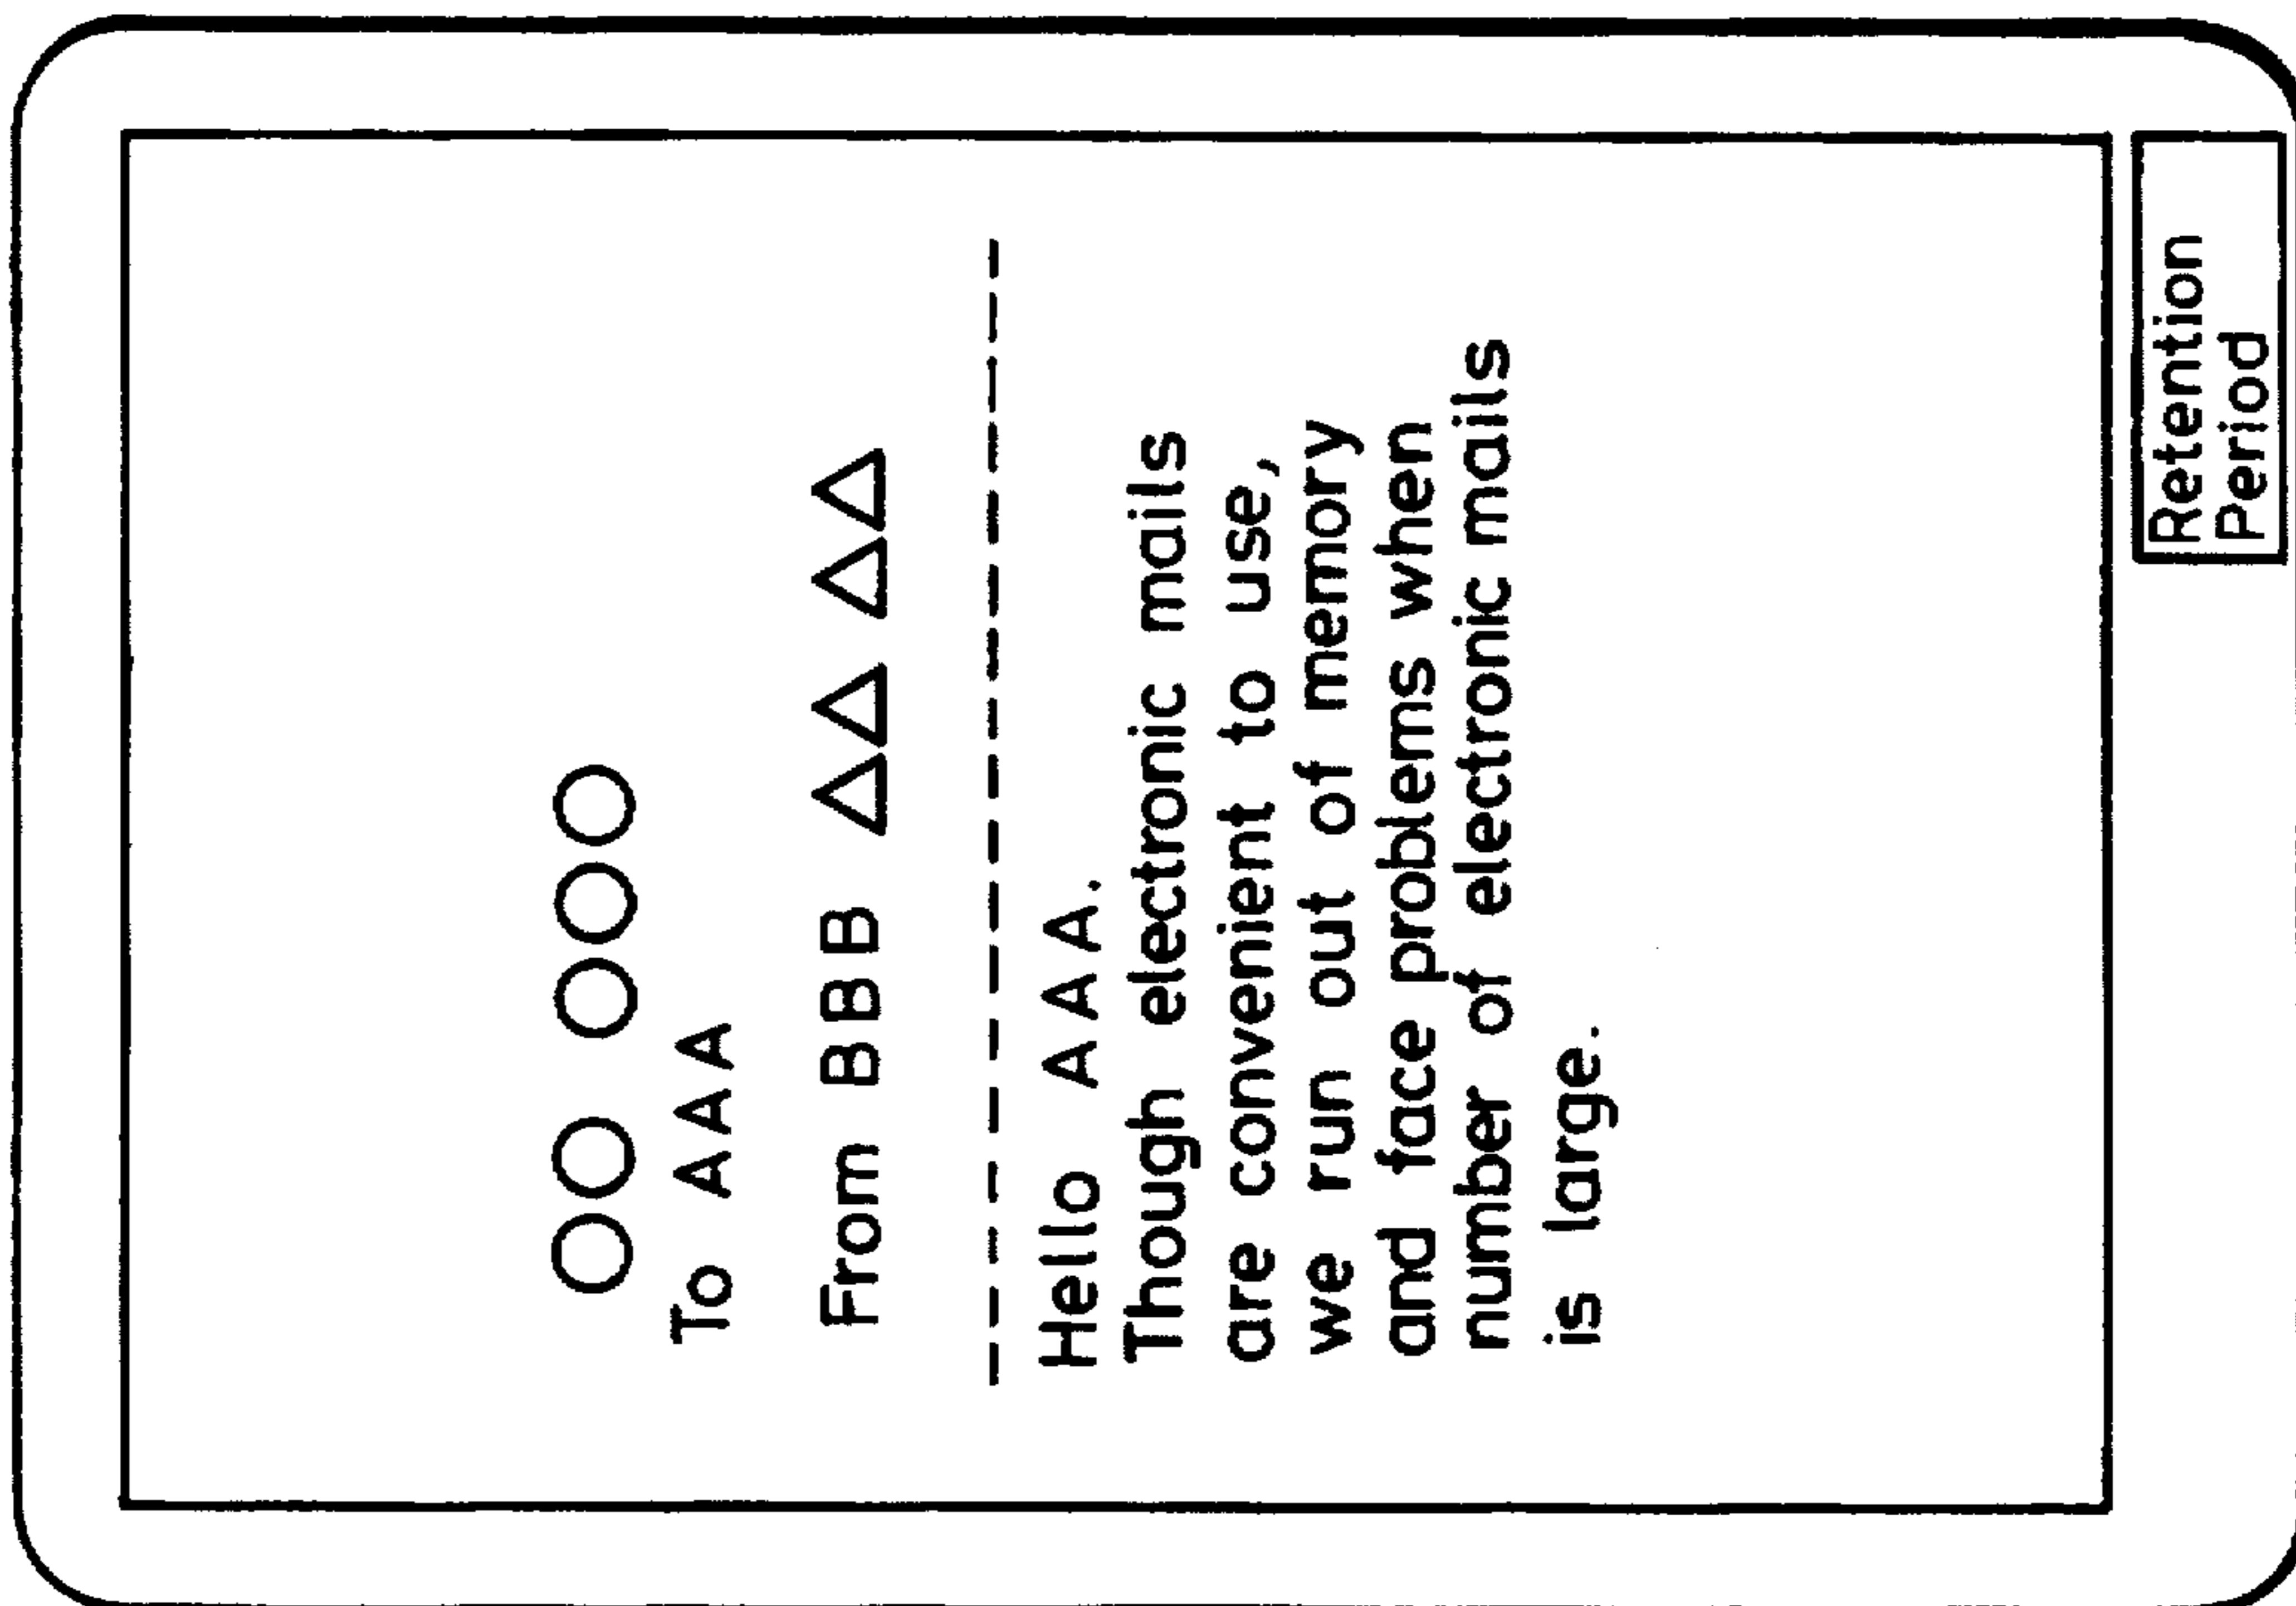 ○○ ○○○
To AAA
From BBB △△ △△
Hello AAA.
Though electronic mails
are convenient to use,
we run out of memory
and face problems when
number of electronic mails
is large.
Retention
Period